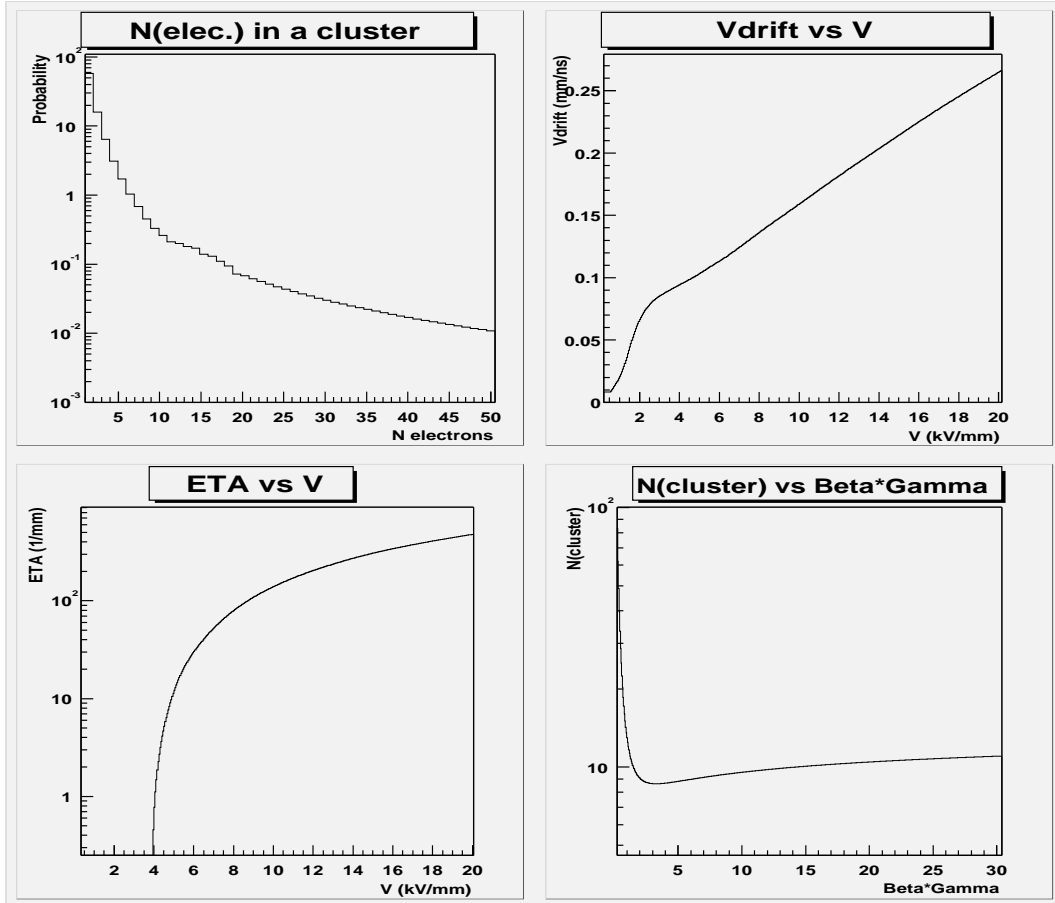 N(elec.) in a cluster
Probability
10^2
10
1
10^-1
10^-2
10^-3
5 10 15 20 25 30 35 40 45 50
N electrons
Vdrift vs V
Vdrift (mm/ns)
0.25
0.2
0.15
0.1
0.05
0
2 4 6 8 10 12 14 16 18 20
V (kV/mm)
ETA vs V
ETA (1/mm)
10^2
10
1
2 4 6 8 10 12 14 16 18 20
V (kV/mm)
N(cluster) vs Beta*Gamma
N(cluster)
10^2
10
5 10 15 20 25 30
Beta*Gamma